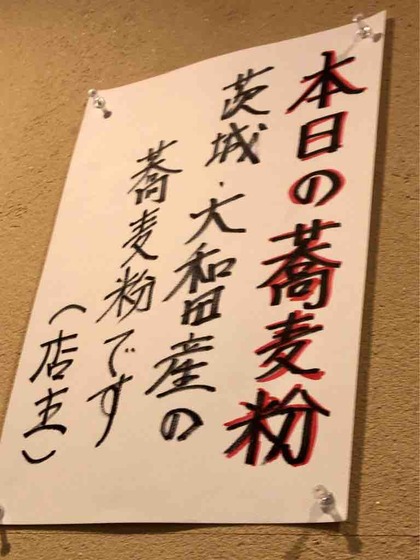 本日の蕎麦粉
茨城・大和田産の
蕎麦粉です
（店主）